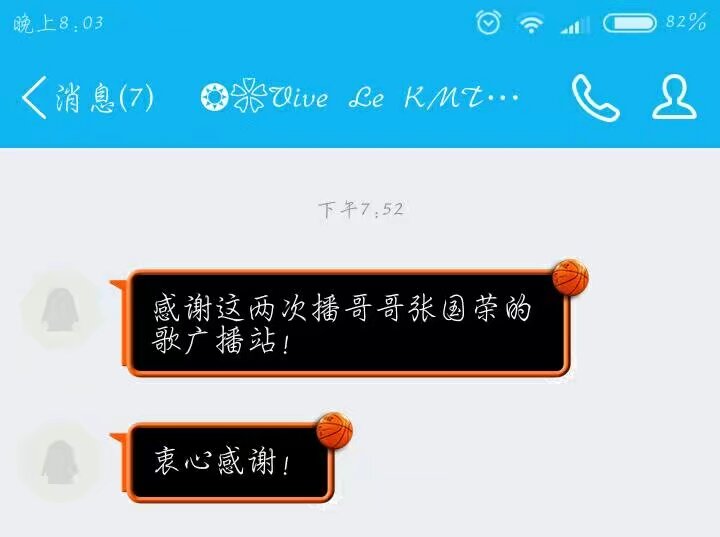 晚上8:03 82%
消息(7) Vive Le KMT...
下午7:52
感谢这两次播哥哥张国荣的
歌广播站!
衷心感谢!